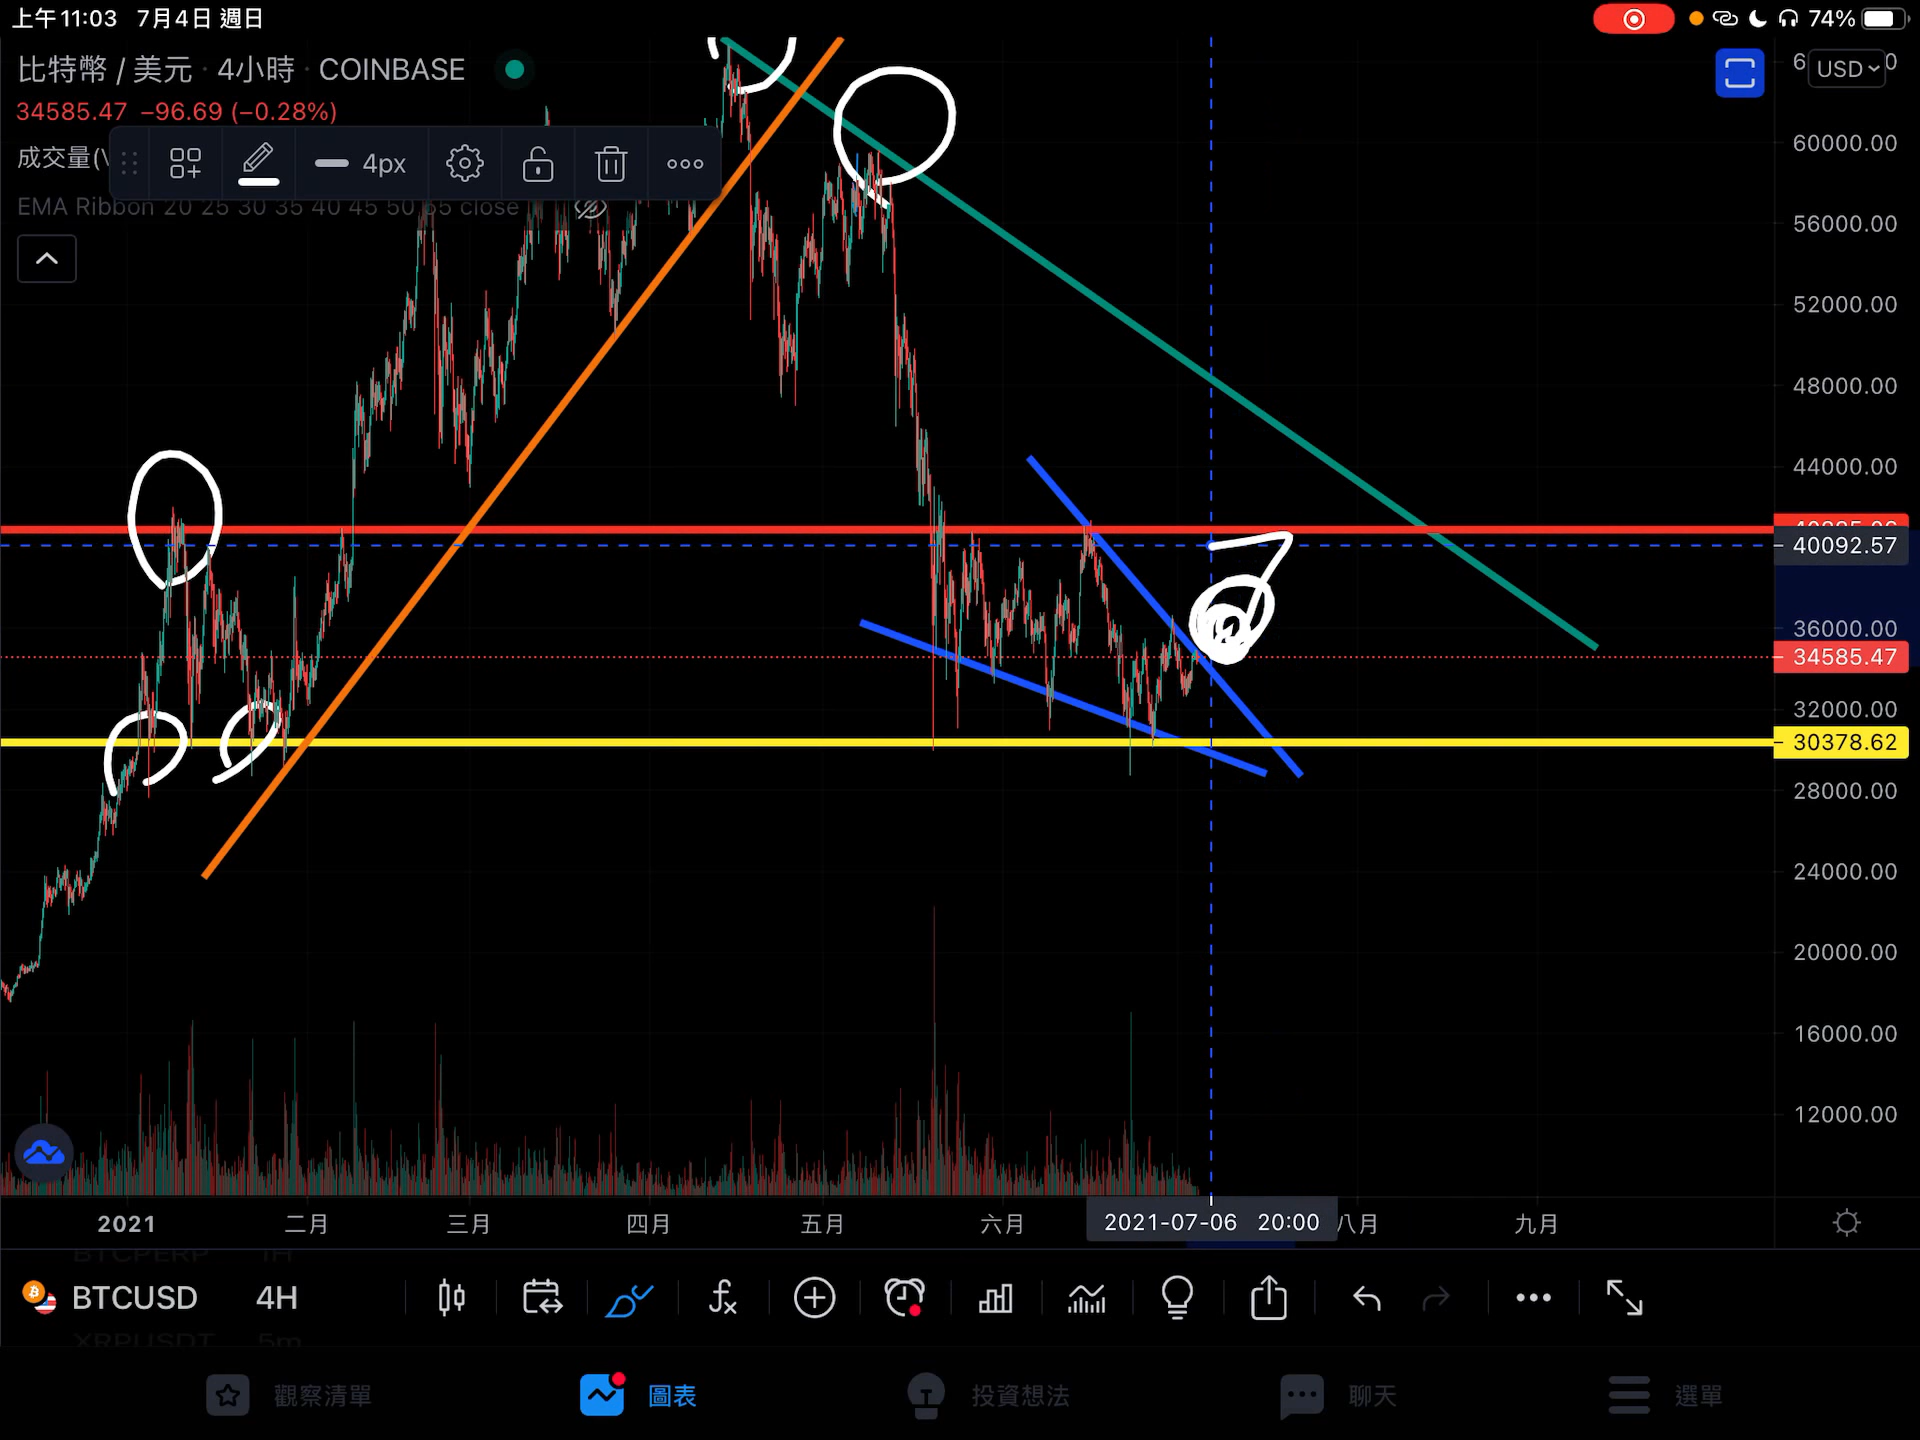 上午11:03 7月4日 週日
74%
比特幣 / 美元 · 4小時 · COINBASE
USD
34585.47 −96.69 (−0.28%)
成交量(
4px
EMA Ribbon 20 25 30 35 40 45 50 55 close
60000.00
56000.00
52000.00
48000.00
44000.00
40092.57
36000.00
34585.47
32000.00
30378.62
28000.00
24000.00
20000.00
16000.00
12000.00
2021 二月 三月 四月 五月 六月 2021-07-06 20:00 八月 九月
BTCPERP 1H
BTCUSD 4H
XRPUSDT 5m
觀察清單 圖表 投資想法 聊天 選單